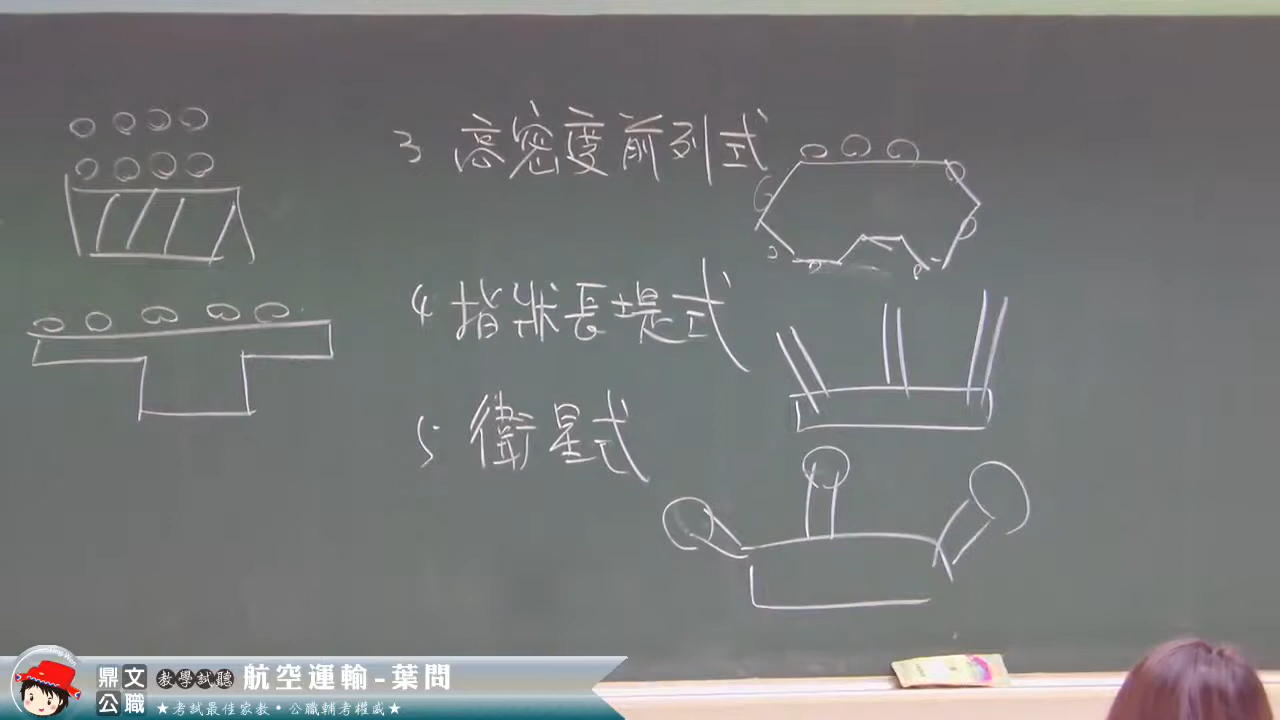 3 高密度前列式
4 指狀長堤式
5. 衛星式
鼎文公職 教學試聽 航空運輸-葉問
★考試最佳家教・公職輔考權威★